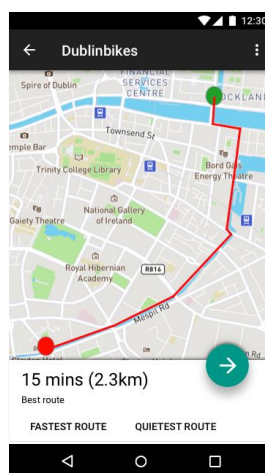 12:30
Dublinbikes
FINANCIAL
SERVICES
CENTRE
Spire of Dublin
OCKLAND
Townsend St
emple Bar
Trinity College Library
Bord Gáis
Energy Theatre
National Gallery
of Ireland
Gaiety Theatre
Royal Hibernian
Academy
R816
Mespil Rd
15 mins (2.3km)
Best route
FASTEST ROUTE
QUIETEST ROUTE